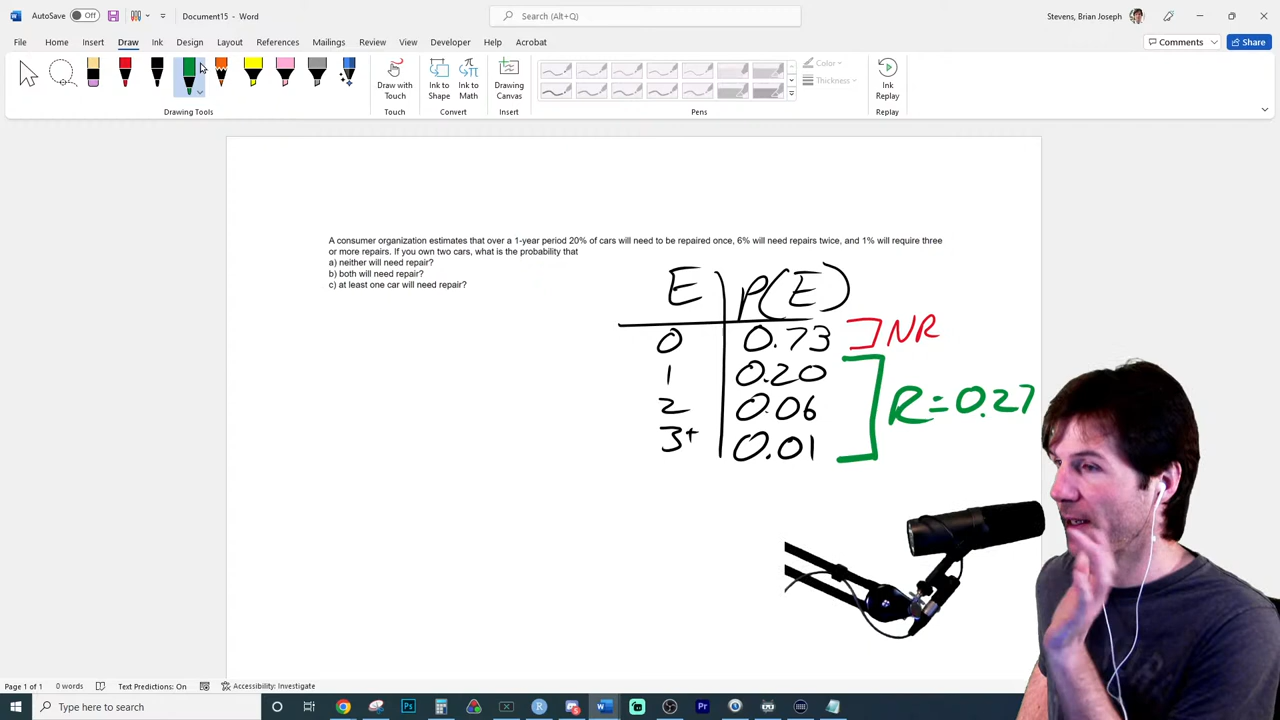 AutoSave Off Document15 - Word Search (Alt+Q) Stevens, Brian Joseph
File Home Insert Draw Ink Design Layout References Mailings Review View Developer Help Acrobat Comments Share
Draw with Touch Ink to Shape Ink to Math Drawing Canvas Color Thickness Ink Replay
Drawing Tools Touch Convert Insert Pens Replay
A consumer organization estimates that over a 1-year period 20% of cars will need to be repaired once, 6% will need repairs twice, and 1% will require three
or more repairs. If you own two cars, what is the probability that
a) neither will need repair?
b) both will need repair?
c) at least one car will need repair?
E P(E)
0 0.73 NR
1 0.20
2 0.06
3+ 0.01
R=0.27
Page 1 of 1 0 words Text Predictions: On Accessibility: Investigate
Type here to search